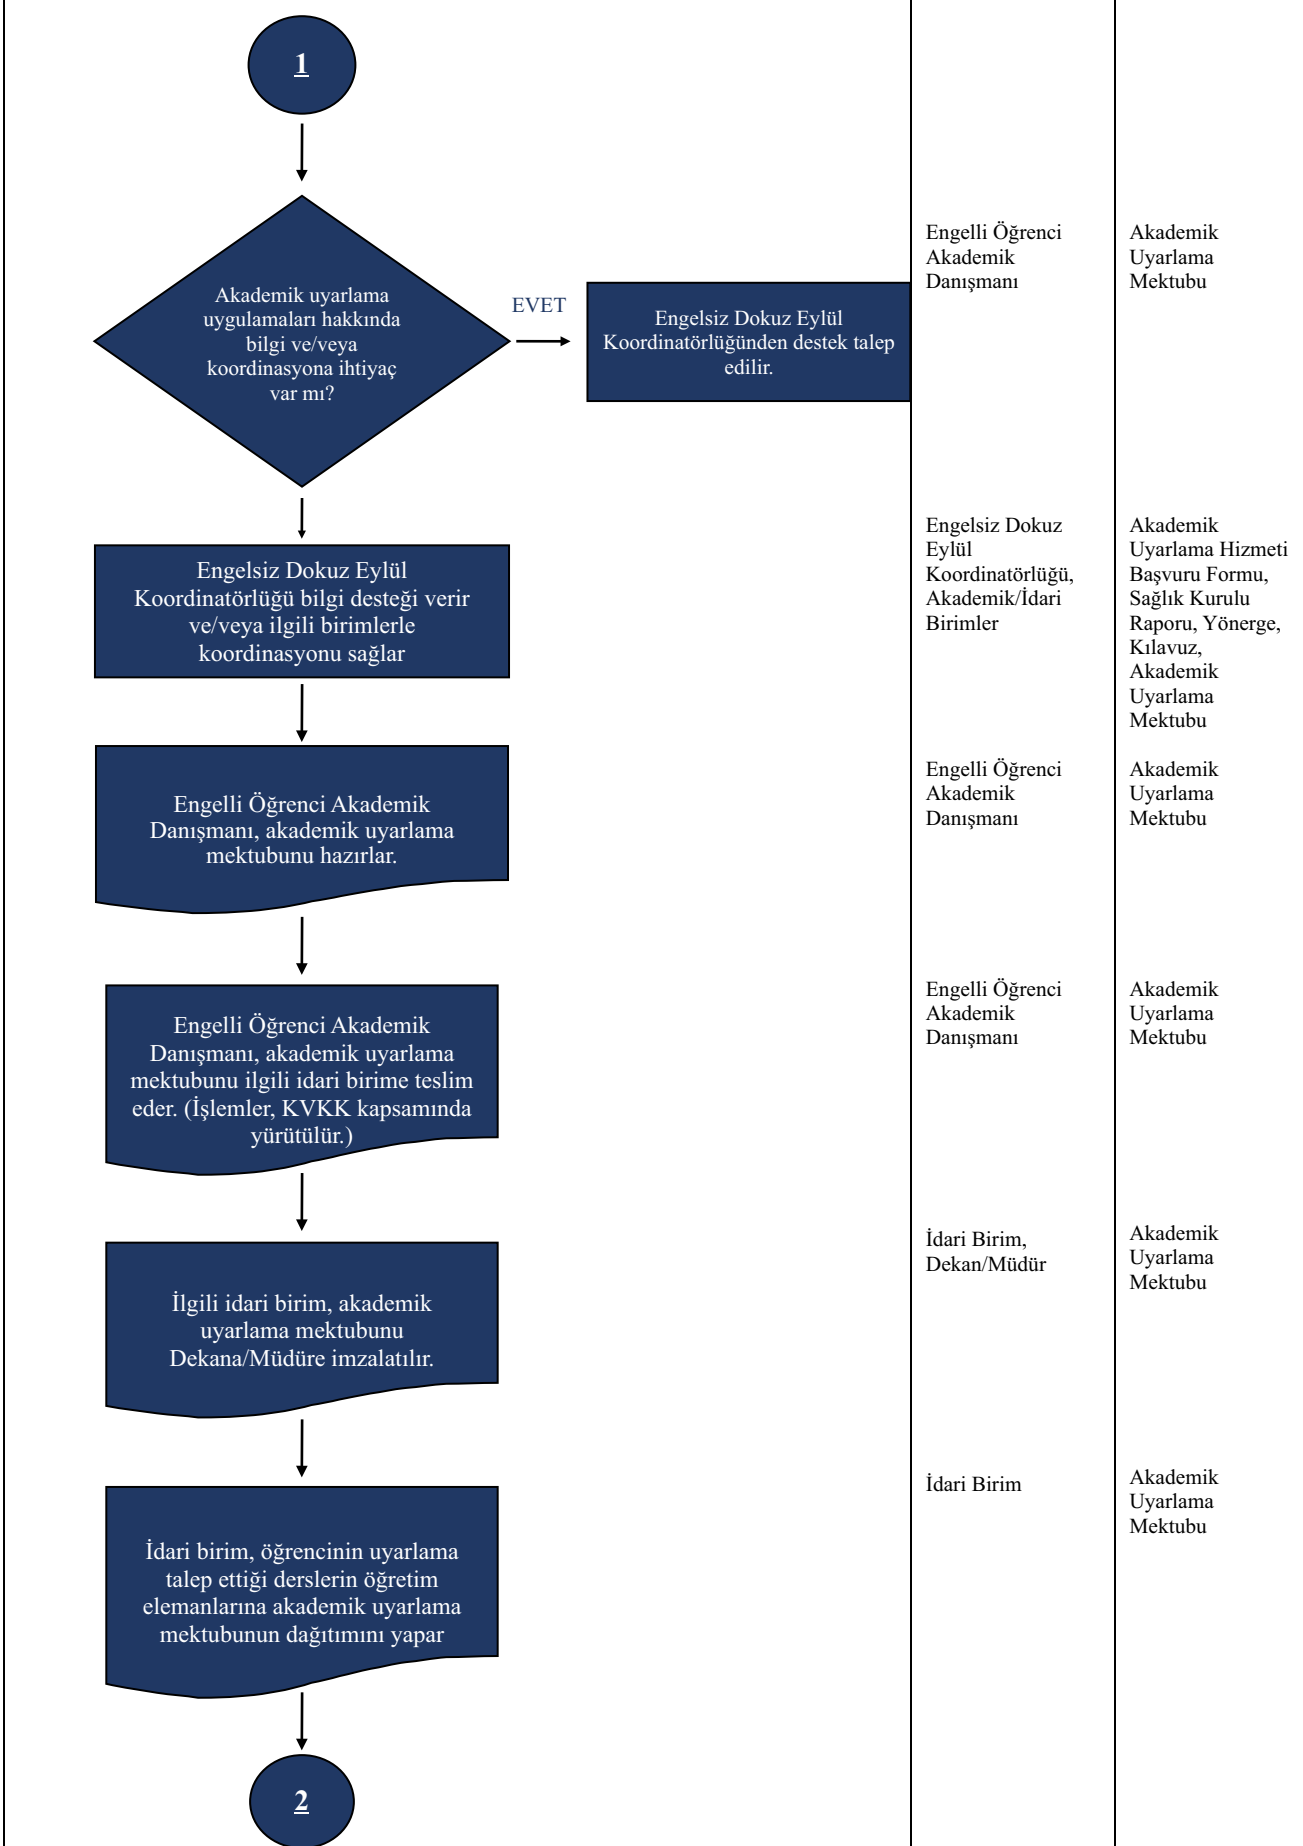 1
Akademik uyarlama
uygulamaları hakkında
bilgi ve/veya
koordinasyona ihtiyaç
var mı?
EVET
Engelsiz Dokuz Eylül
Koordinatörlüğünden destek talep
edilir.
Engelli Öğrenci
Akademik
Danışmanı
Akademik
Uyarlama
Mektubu
Engelsiz Dokuz Eylül
Koordinatörlüğü bilgi desteği verir
ve/veya ilgili birimlerle
koordinasyonu sağlar
Engelsiz Dokuz
Eylül
Koordinatörlüğü,
Akademik/İdari
Birimler
Akademik
Uyarlama Hizmeti
Başvuru Formu,
Sağlık Kurulu
Raporu, Yönerge,
Kılavuz,
Akademik
Uyarlama
Mektubu
Engelli Öğrenci Akademik
Danışmanı, akademik uyarlama
mektubunu hazırlar.
Engelli Öğrenci
Akademik
Danışmanı
Akademik
Uyarlama
Mektubu
Engelli Öğrenci Akademik
Danışmanı, akademik uyarlama
mektubunu ilgili idari birime teslim
eder. (İşlemler, KVKK kapsamında
yürütülür.)
Engelli Öğrenci
Akademik
Danışmanı
Akademik
Uyarlama
Mektubu
İlgili idari birim, akademik
uyarlama mektubunu
Dekana/Müdüre imzalatılır.
İdari Birim,
Dekan/Müdür
Akademik
Uyarlama
Mektubu
İdari birim, öğrencinin uyarlama
talep ettiği derslerin öğretim
elemanlarına akademik uyarlama
mektubunun dağıtımını yapar
İdari Birim
Akademik
Uyarlama
Mektubu
2